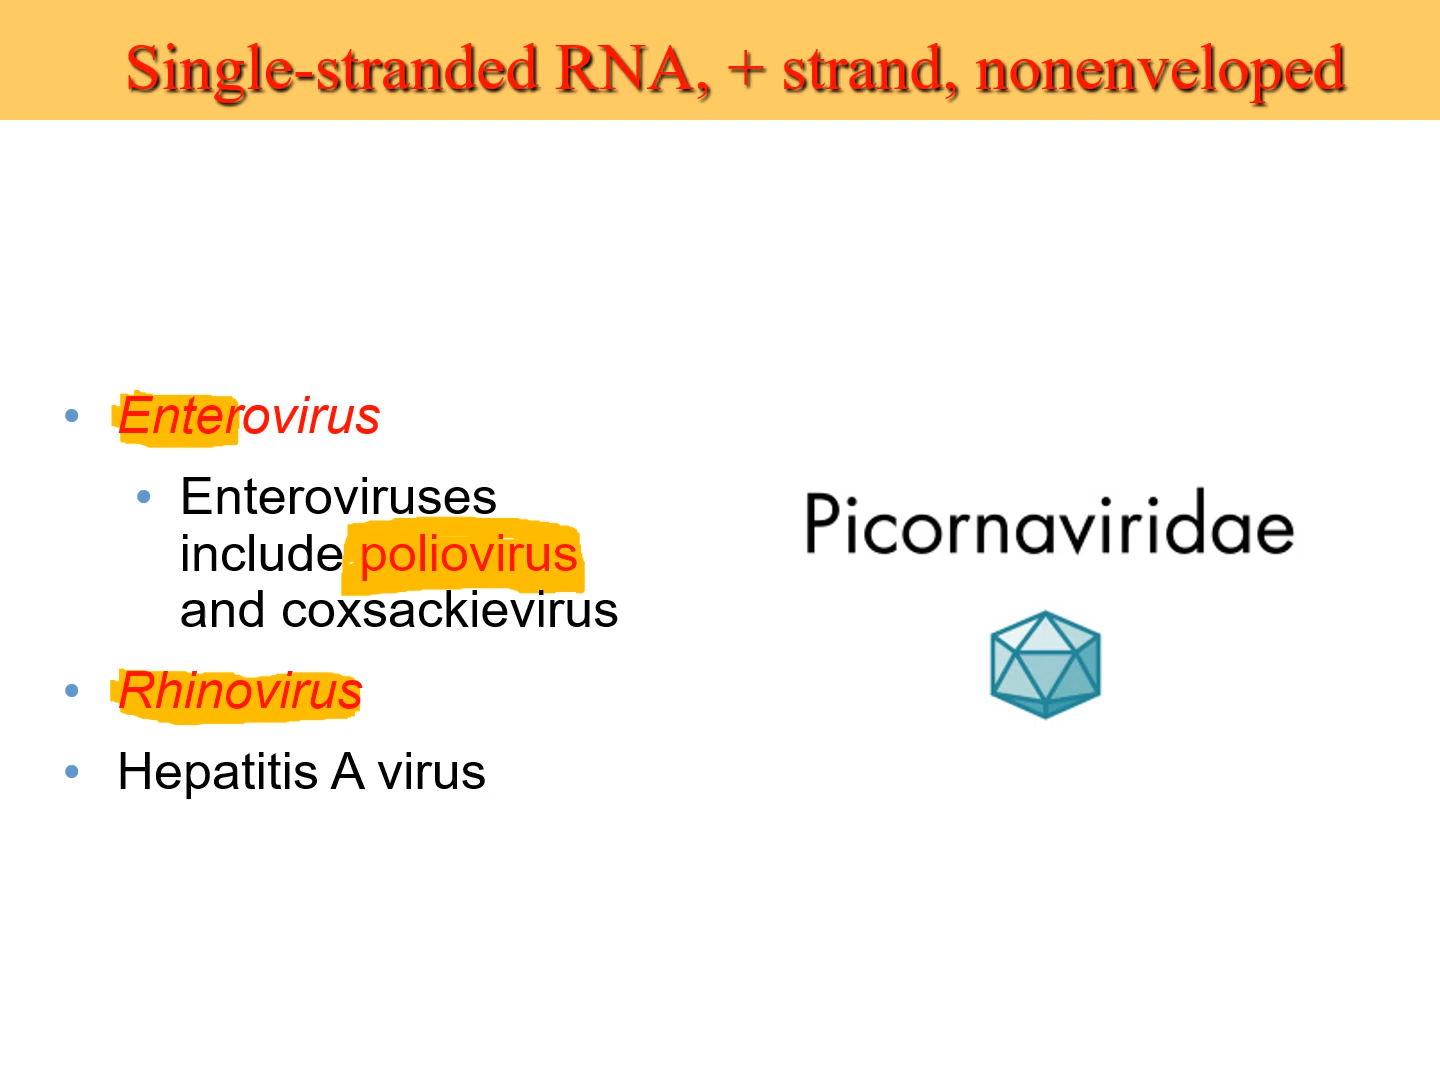 Single-stranded RNA, + strand, nonenveloped
• Enterovirus
• Enteroviruses
include poliovirus
and coxsackievirus
• Rhinovirus
• Hepatitis A virus
Picornaviridae